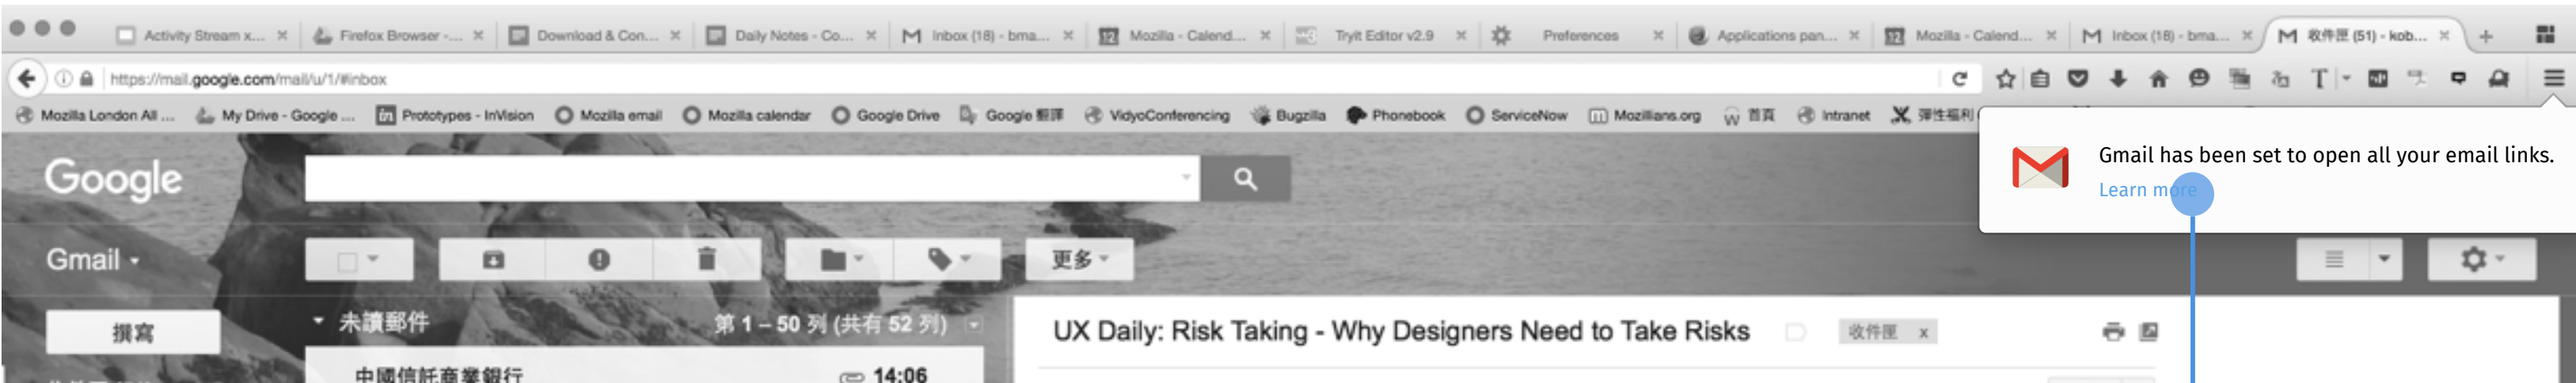 Activity Stream x...
Firefox Browser -...
Download & Con...
Daily Notes - Co...
Inbox (18) - bma...
Mozilla - Calend...
Tryit Editor v2.9
Preferences
Applications pan...
Mozilla - Calend...
Inbox (18) - bma...
收件匣 (51) - kob...
https://mail.google.com/mail/u/1/#inbox
Mozilla London All ...
My Drive - Google ...
Prototypes - InVision
Mozilla email
Mozilla calendar
Google Drive
Google 翻譯
VidyoConferencing
Bugzilla
Phonebook
ServiceNow
Mozillians.org
首頁
Intranet
彈性福利
Gmail has been set to open all your email links.
Learn more
Google
Gmail
更多
撰寫
未讀郵件
第 1 – 50 列 (共有 52 列)
UX Daily: Risk Taking - Why Designers Need to Take Risks
收件匣 x
中國信託商業銀行
14:06